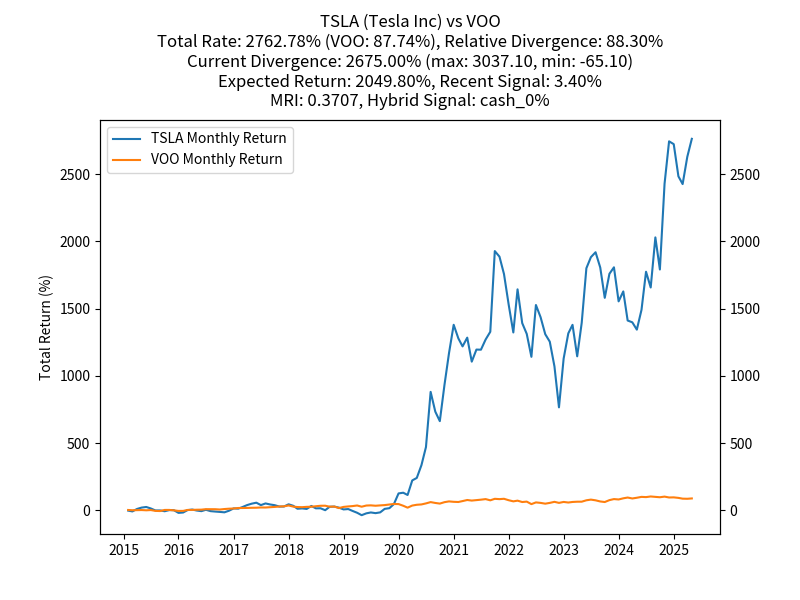 TSLA (Tesla Inc) vs VOO
Total Rate: 2762.78% (VOO: 87.74%), Relative Divergence: 88.30%
Current Divergence: 2675.00% (max: 3037.10, min: -65.10)
Expected Return: 2049.80%, Recent Signal: 3.40%
MRI: 0.3707, Hybrid Signal: cash_0%
TSLA Monthly Return
VOO Monthly Return
Total Return (%)
2500 2500
2000 2000
1500 1500
1000 1000
500 500
0 0
2015 2016 2017 2018 2019 2020 2021 2022 2023 2024 2025